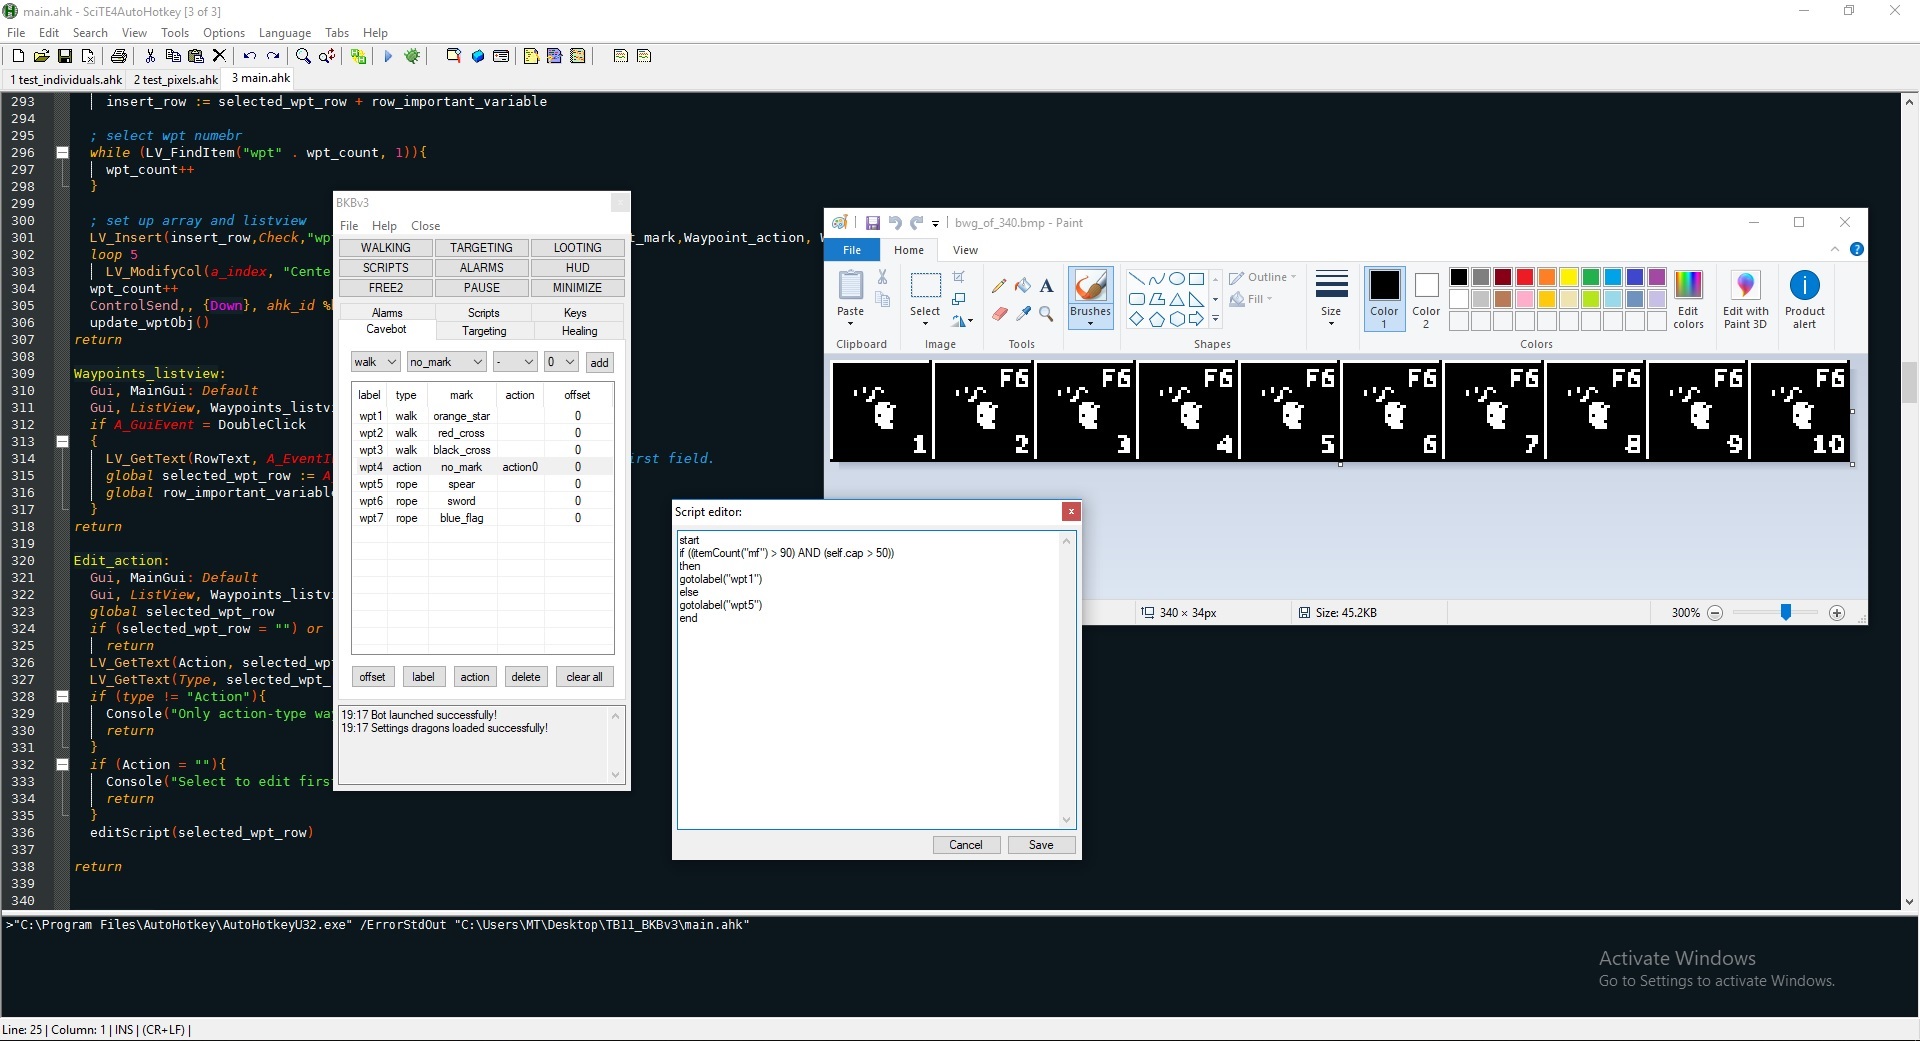 main.ahk - SciTE4AutoHotkey [3 of 3]
File Edit Search View Tools Options Language Tabs Help
1 test_individuals.ahk 2 test_pixels.ahk 3 main.ahk
293 insert_row := selected_wpt_row + row_important_variable
294
295 ; select wpt numebr
296 while (LV_FindItem("wpt" . wpt_count, 1)){
297 wpt_count++
298 }
299
300 ; set up array and listview
301 LV_Insert(insert_row,Check,"wp t_mark,Waypoint_action, W
302 loop 5
303 LV_ModifyCol(a_index, "Cente
304 wpt_count++
305 ControlSend,, {Down}, ahk_id %
306 update_wptObj()
307 return
308
309 Waypoints_listview:
310 Gui, MainGui: Default
311 Gui, ListView, Waypoints_listv
312 if A_GuiEvent = DoubleClick
313 {
314 LV_GetText(RowText, A_EventI irst field.
315 global selected_wpt_row := A
316 global row_important_variabl
317 }
318 return
319
320 Edit_action:
321 Gui, MainGui: Default
322 Gui, ListView, Waypoints_listv
323 global selected_wpt_row
324 if (selected_wpt_row = "") or
325 return
326 LV_GetText(Action, selected_wp
327 LV_GetText(Type, selected_wpt_
328 if (type != "Action"){
329 Console("Only action-type wa
330 return
331 }
332 if (Action = ""){
333 Console("Select to edit firs
334 return
335 }
336 editScript(selected_wpt_row)
337
338 return
339
340
BKBv3
File Help Close
WALKING TARGETING LOOTING
SCRIPTS ALARMS HUD
FREE2 PAUSE MINIMIZE
Alarms Scripts Keys
Cavebot Targeting Healing
walk no_mark - 0 add
label type mark action offset
wpt1 walk orange_star 0
wpt2 walk red_cross 0
wpt3 walk black_cross 0
wpt4 action no_mark action0 0
wpt5 rope spear 0
wpt6 rope sword 0
wpt7 rope blue_flag 0
offset label action delete clear all
19:17 Bot launched successfully!
19:17 Settings dragons loaded successfully!
bwg_of_340.bmp - Paint
File Home View
Paste Select Brushes Outline Fill Size Color 1 Color 2 Edit colors Edit with Paint 3D Product alert
Clipboard Image Tools Shapes Colors
F6 F6 F6 F6 F6 F6 F6 F6 F6
1 2 3 4 5 6 7 8 9 10
340 × 34px Size: 45.2KB 300%
Script editor:
start
if ((itemCount("mf") > 90) AND (self.cap > 50))
then
gotolabel("wpt1")
else
gotolabel("wpt5")
end
Cancel Save
>"C:\Program Files\AutoHotkey\AutoHotkeyU32.exe" /ErrorStdOut "C:\Users\MT\Desktop\TB11_BKBv3\main.ahk"
Activate Windows
Go to Settings to activate Windows.
Line: 25 | Column: 1 | INS | (CR+LF) |